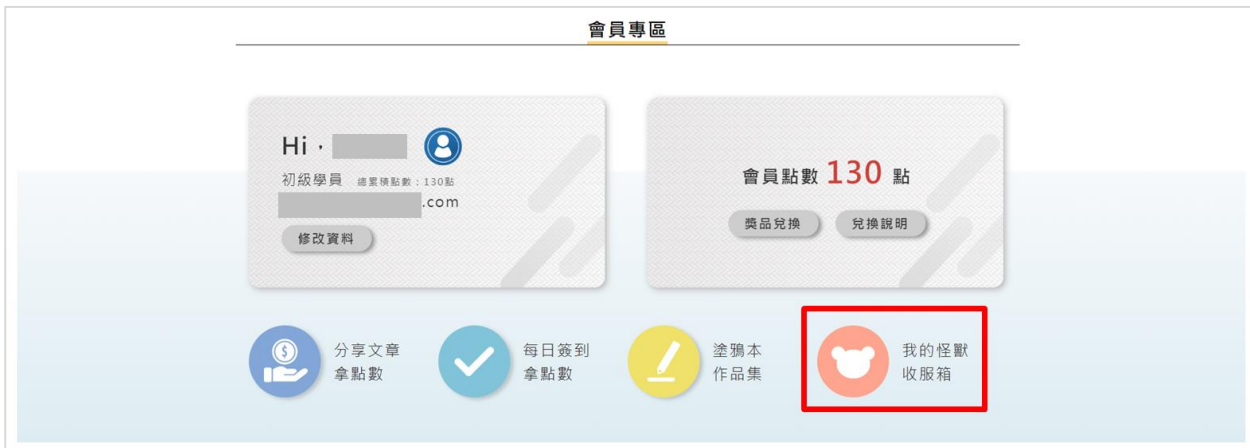 會員專區
Hi，
初級學員 總累積點數：130點
.com
修改資料
會員點數 130 點
獎品兌換 兌換說明
分享文章
拿點數
每日簽到
拿點數
塗鴉本
作品集
我的怪獸
收服箱